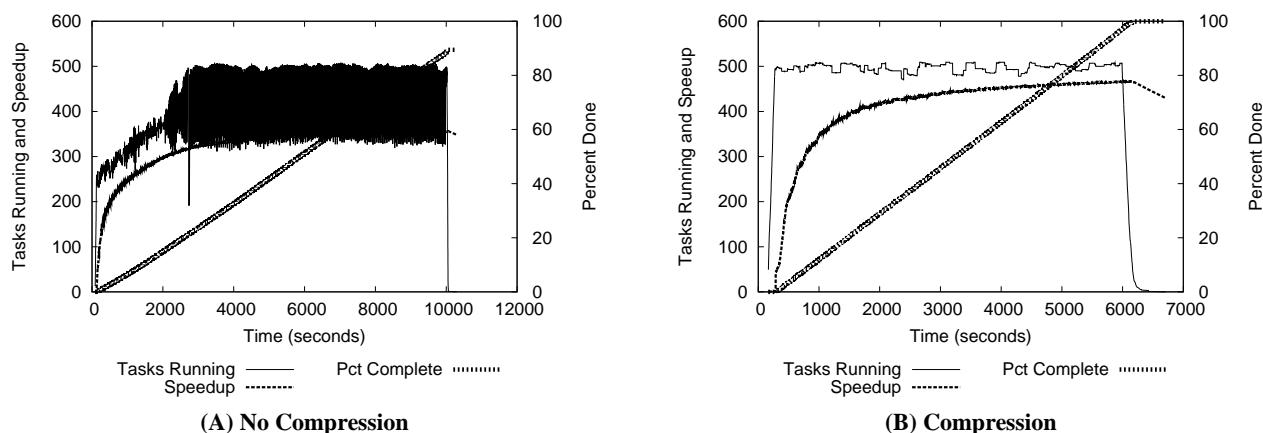 600
500
400
300
200
100
0
Tasks Running and Speedup
100
80
60
40
20
0
Percent Done
0 2000 4000 6000 8000 10000 12000
Time (seconds)
Tasks Running
Speedup
Pct Complete
(A) No Compression
600
500
400
300
200
100
0
Tasks Running and Speeup
100
80
60
40
20
0
Percent Done
0 1000 2000 3000 4000 5000 6000 7000
Time (seconds)
Tasks Running
Speedup
Pct Complete
(B) Compression